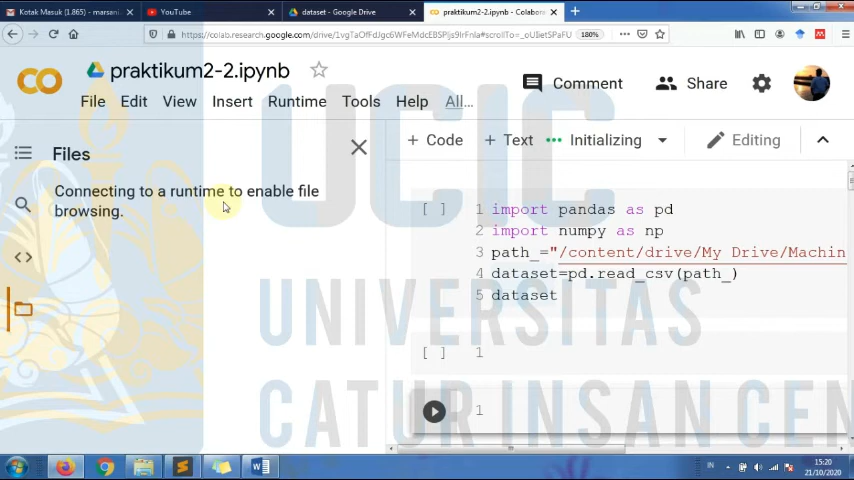 Kotak Masuk (1.865) - marsani
YouTube
dataset - Google Drive
praktikum2-2.ipynb - Colabora
https://colab.research.google.com/drive/
180%
praktikum2-2.ipynb
Comment
Share
File Edit View Insert Runtime Tools Help All...
+ Code + Text Initializing Editing
Files
Connecting to a runtime to enable file
browsing.
[ ] 1 import pandas as pd
2 import numpy as np
3 path_="/content/drive/My Drive/Machin
4 dataset=pd.read_csv(path_)
5 dataset
[ ] 1
1
UCIC
UNIVERSITAS
CATUR INSAN CEN
IN
15:20
21/10/2020